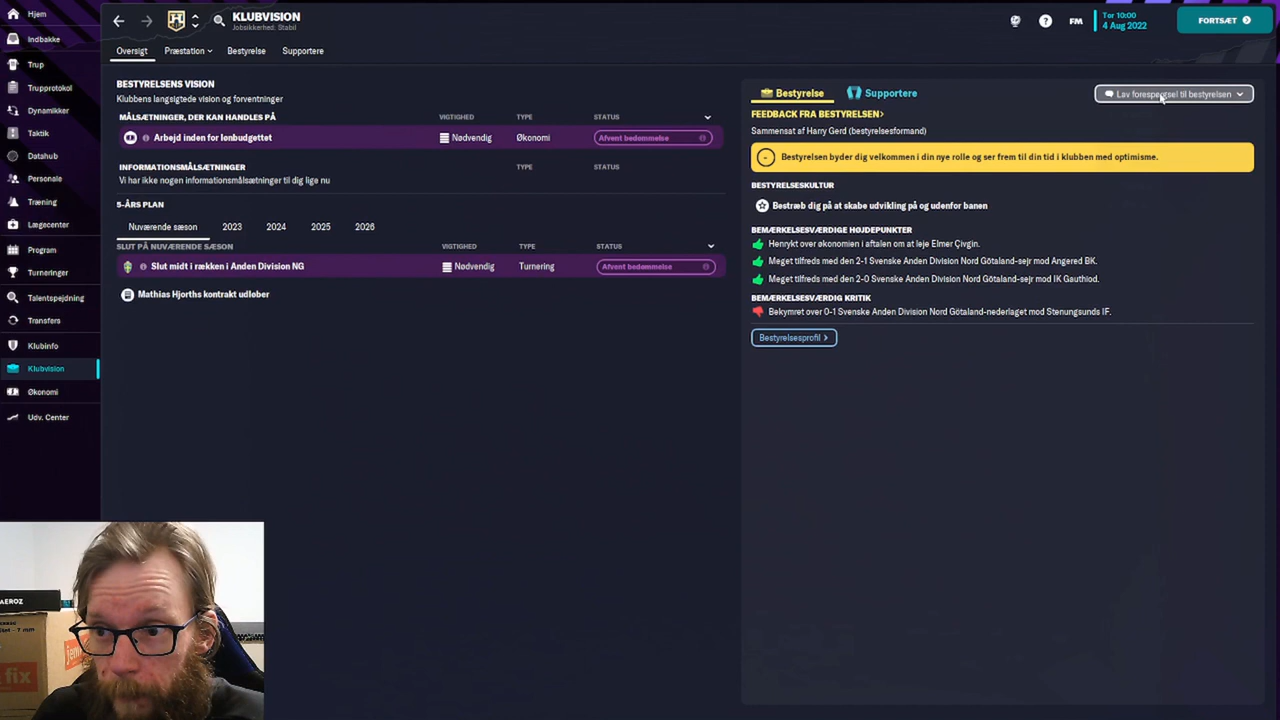 Hjem
Indbakke
Trup
Trupprotokol
Dynamikker
Taktik
Datahub
Personale
Træning
Lægecenter
Program
Turneringer
Talentspejdning
Transfers
Klubinfo
Klubvision
Økonomi
Udv. Center
KLUBVISION
Jobsikkerhed: Stabil
FM
Tor 10:00
4 Aug 2022
FORTSÆT
Oversigt Præstation Bestyrelse Supportere
BESTYRELSENS VISION
Klubbens langsigtede vision og forventninger
MÅLSÆTNINGER, DER KAN HANDLES PÅ VIGTIGHED TYPE STATUS
Arbejd inden for lønbudgettet Nødvendig Økonomi Afvent bedømmelse
INFORMATIONSMÅLSÆTNINGER TYPE STATUS
Vi har ikke nogen informationsmålsætninger til dig lige nu
5-ÅRS PLAN
Nuværende sæson 2023 2024 2025 2026
SLUT PÅ NUVÆRENDE SÆSON VIGTIGHED TYPE STATUS
Slut midt i rækken i Anden Division NG Nødvendig Turnering Afvent bedømmelse
Mathias Hjorths kontrakt udløber
Bestyrelse Supportere
Lav forespørgsel til bestyrelsen
FEEDBACK FRA BESTYRELSEN>
Sammensat af Harry Gerd (bestyrelsesformand)
Bestyrelsen byder dig velkommen i din nye rolle og ser frem til din tid i klubben med optimisme.
BESTYRELSESKULTUR
Bestræb dig på at skabe udvikling på og udenfor banen
BEMÆRKELSESVÆRDIGE HØJDEPUNKTER
Henrykt over økonomien i aftalen om at leje Elmer Çivgin.
Meget tilfreds med den 2-1 Svenske Anden Division Nord Götaland-sejr mod Angered BK.
Meget tilfreds med den 2-0 Svenske Anden Division Nord Götaland-sejr mod IK Gauthiod.
BEMÆRKELSESVÆRDIG KRITIK
Bekymret over 0-1 Svenske Anden Division Nord Götaland-nederlaget mod Stenungsunds IF.
Bestyrelsesprofil >
AEROZ